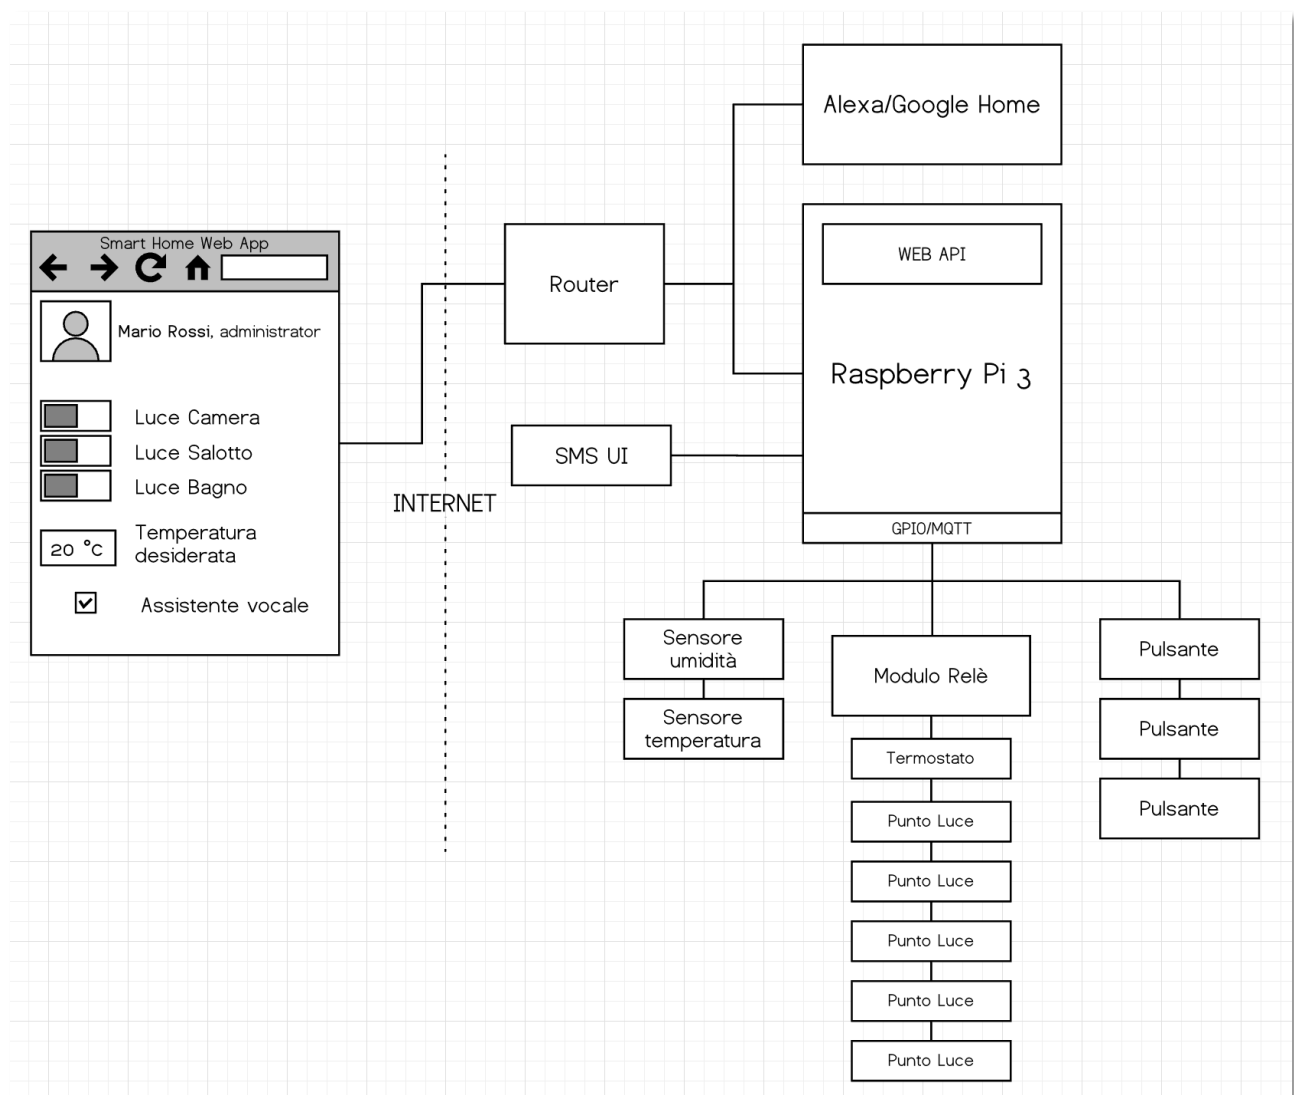 Alexa/Google Home
Smart Home Web App
Router
WEB API
Raspberry Pi 3
Mario Rossi, administrator
Luce Camera
Luce Salotto
Luce Bagno
SMS UI
INTERNET
GPIO/MQTT
20 °C
Temperatura
desiderata
Assistente vocale
Sensore
umidità
Sensore
temperatura
Modulo Relè
Termostato
Punto Luce
Punto Luce
Punto Luce
Punto Luce
Punto Luce
Pulsante
Pulsante
Pulsante